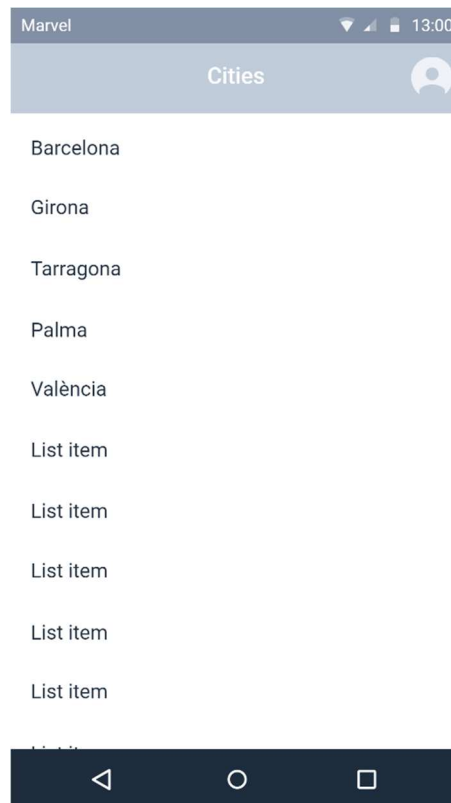 Marvel 13:00
Cities
Barcelona
Girona
Tarragona
Palma
València
List item
List item
List item
List item
List item